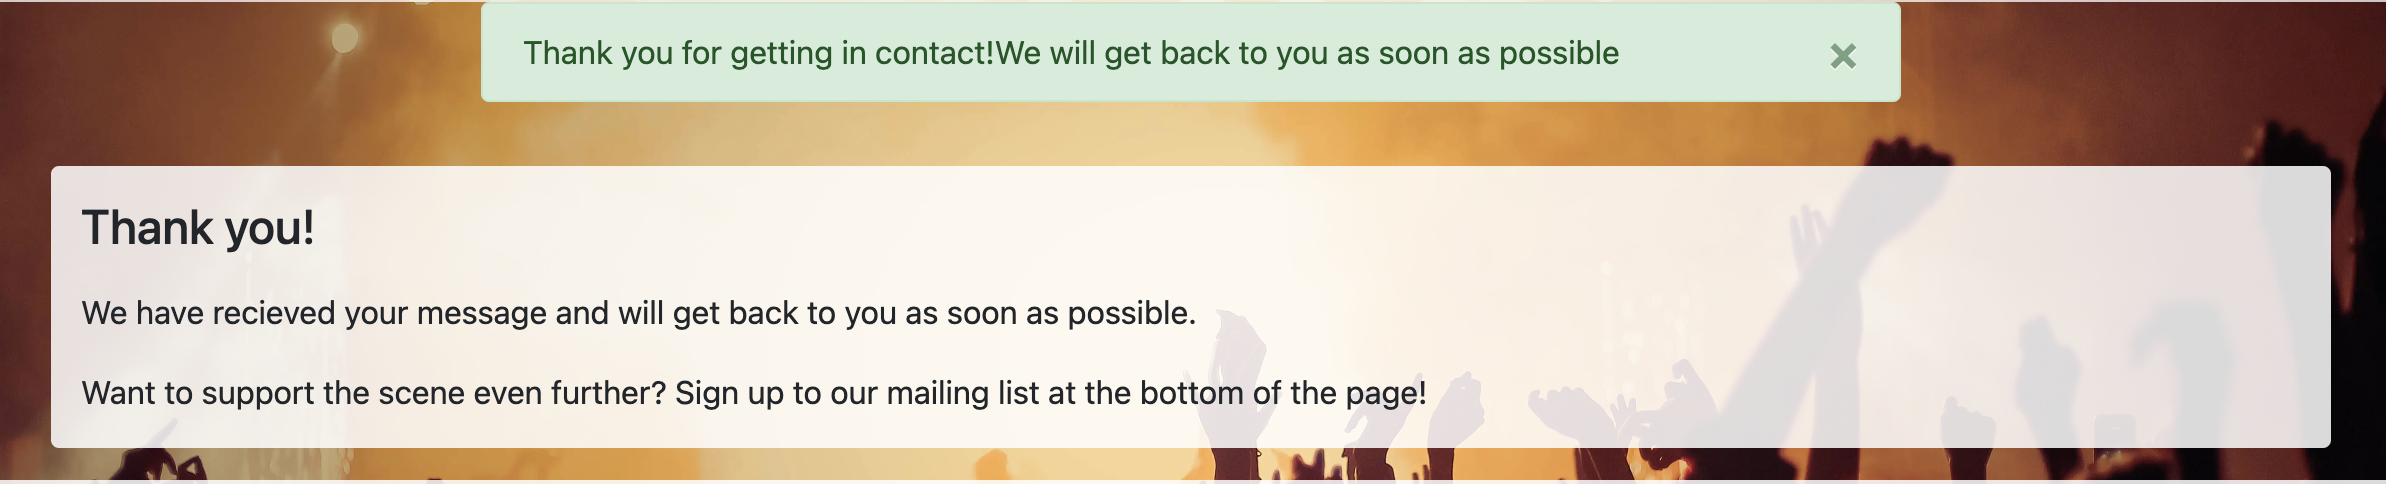 Thank you for getting in contact!We will get back to you as soon as possible ×
Thank you!
We have recieved your message and will get back to you as soon as possible.
Want to support the scene even further? Sign up to our mailing list at the bottom of the page!